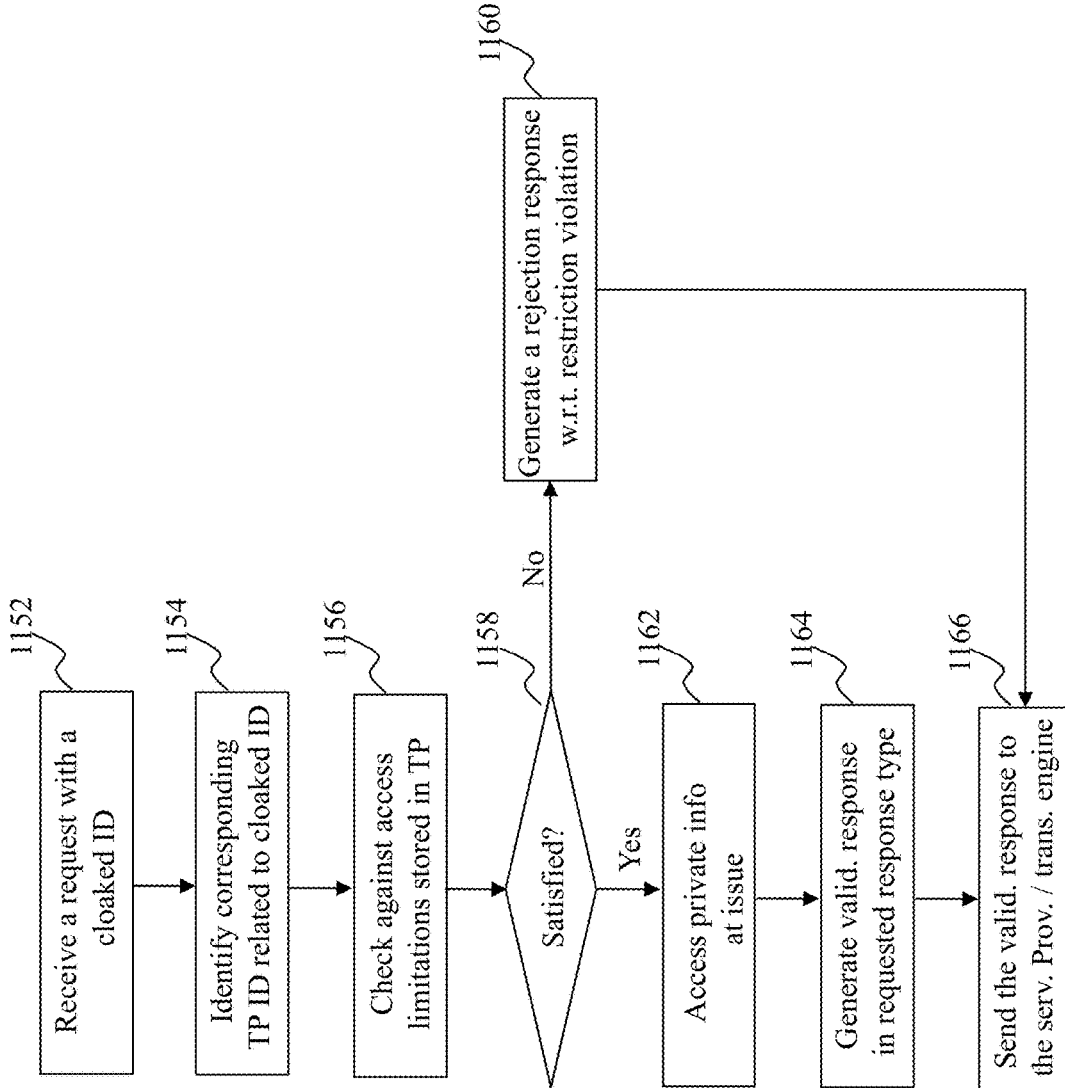 1152
Receive a request with a
cloaked ID
1154
Identify corresponding
TP ID related to cloaked ID
1156
Check against access
limitations stored in TP
1158
Satisfied?
No
Yes
1160
Generate a rejection response
w.r.t. restriction violation
1162
Access private info
at issue
1164
Generate valid. response
in requested response type
1166
Send the valid. response to
the serv. Prov. / trans. engine